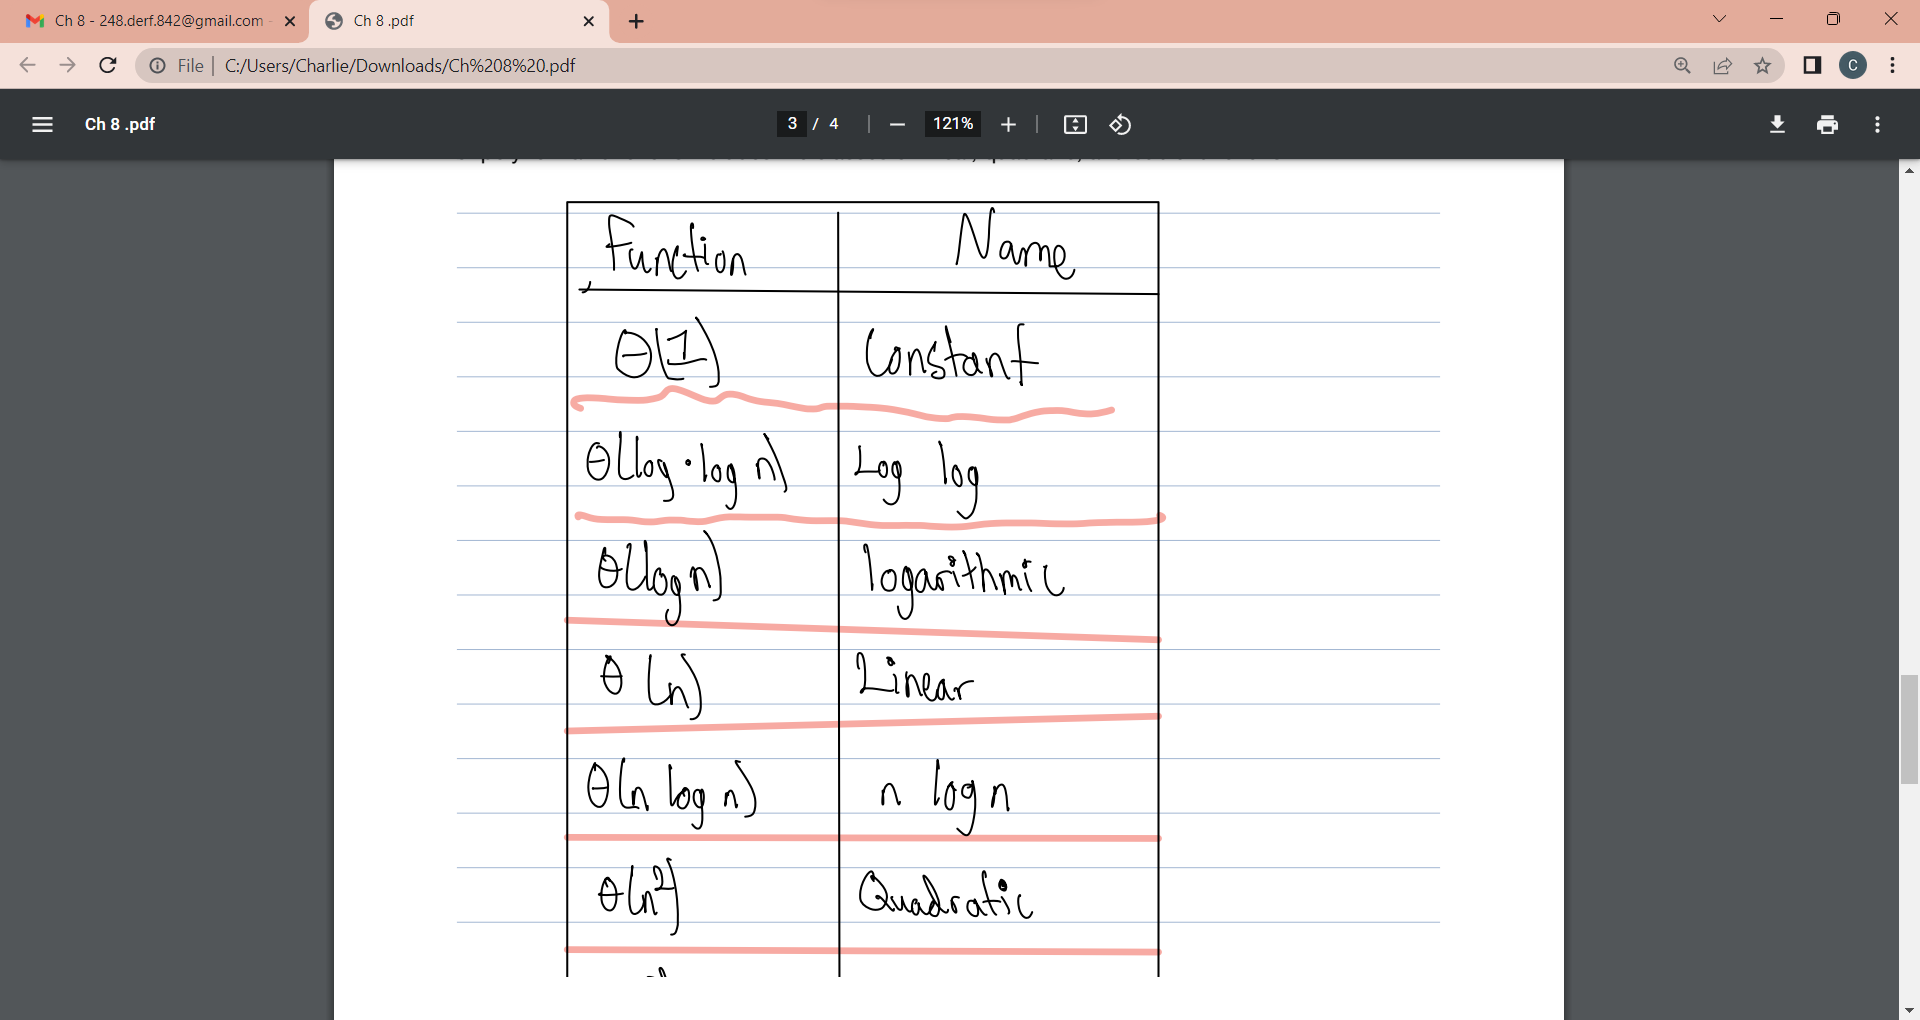 Ch 8 - 248.derf.842@gmail.com -
Ch 8 .pdf
File | C:/Users/Charlie/Downloads/Ch%208%20.pdf
C
Ch 8 .pdf
3 / 4
121%
Function Name
Θ(1) Constant
Θ(log·log n) Log log
Θ(log n) logarithmic
Θ (n) Linear
Θ(n log n) n log n
Θ(n²) Quadratic